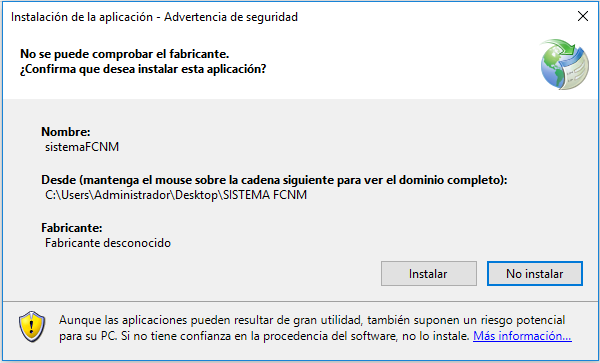 Instalación de la aplicación - Advertencia de seguridad
No se puede comprobar el fabricante.
¿Confirma que desea instalar esta aplicación?
Nombre:
sistemaFCNM
Desde (mantenga el mouse sobre la cadena siguiente para ver el dominio completo):
C:\Users\Administrador\Desktop\SISTEMA FCNM
Fabricante:
Fabricante desconocido
Instalar
No instalar
Aunque las aplicaciones pueden resultar de gran utilidad, también suponen un riesgo potencial
para su PC. Si no tiene confianza en la procedencia del software, no lo instale. Más información...